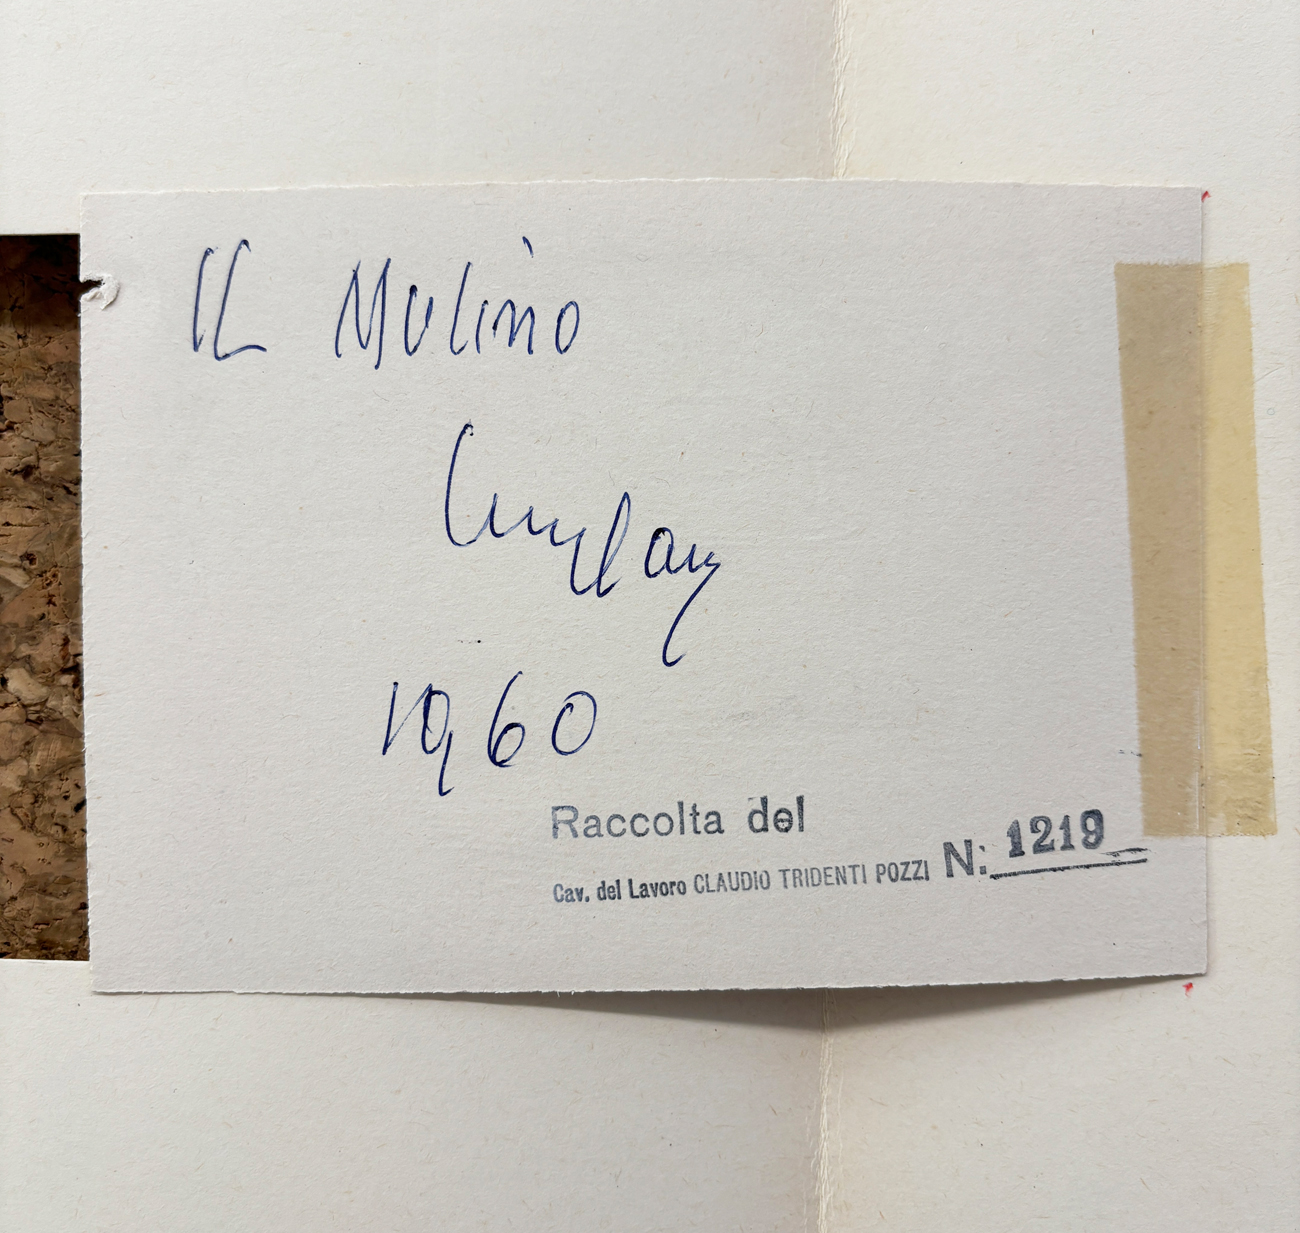 IL Mulino
1960
Raccolta del
Cav. del Lavoro CLAUDIO TRIDENTI POZZI N: 1219